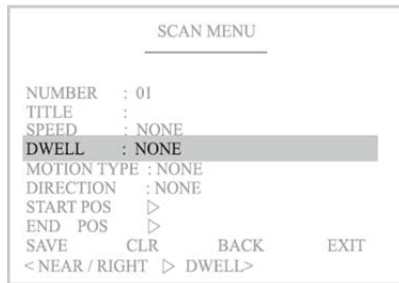 SCAN MENU
NUMBER : 01
TITLE :
SPEED : NONE
DWELL : NONE
MOTION TYPE : NONE
DIRECTION : NONE
START POS ▷
END POS ▷
SAVE CLR BACK EXIT
< NEAR / RIGHT ▷ DWELL>